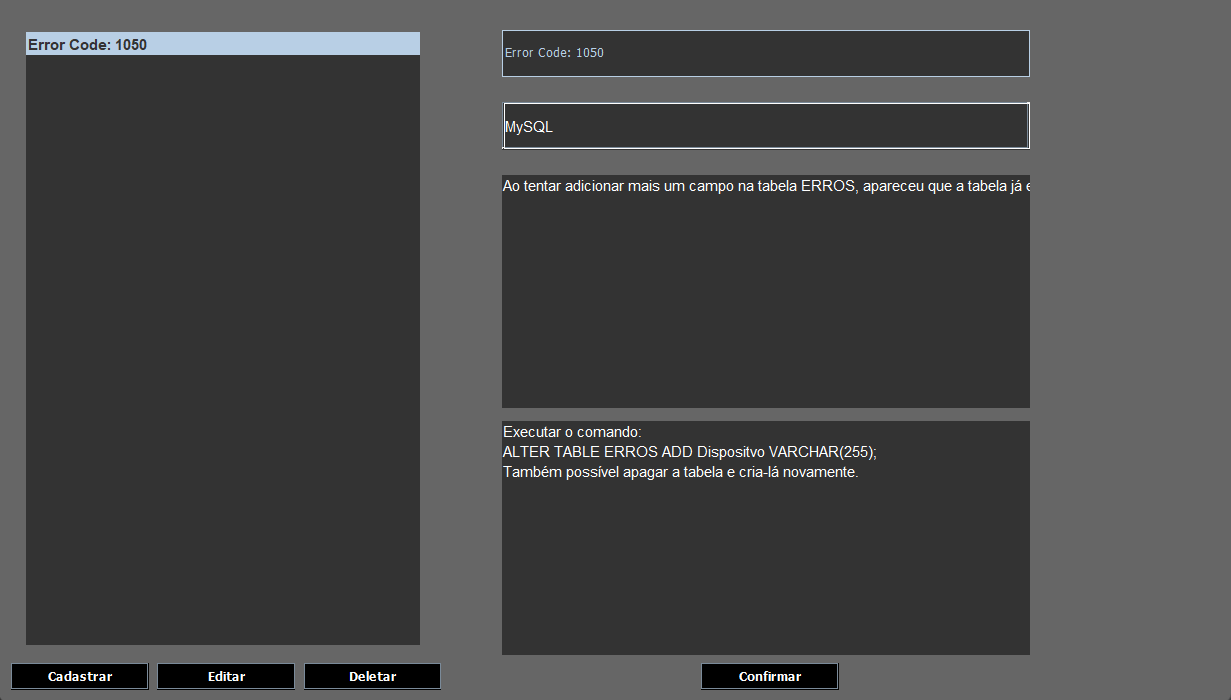 Error Code: 1050
Error Code: 1050
MySQL
Ao tentar adicionar mais um campo na tabela ERROS, apareceu que a tabela já
Executar o comando:
ALTER TABLE ERROS ADD Dispositvo VARCHAR(255);
Também possível apagar a tabela e cria-lá novamente.
Cadastrar
Editar
Deletar
Confirmar